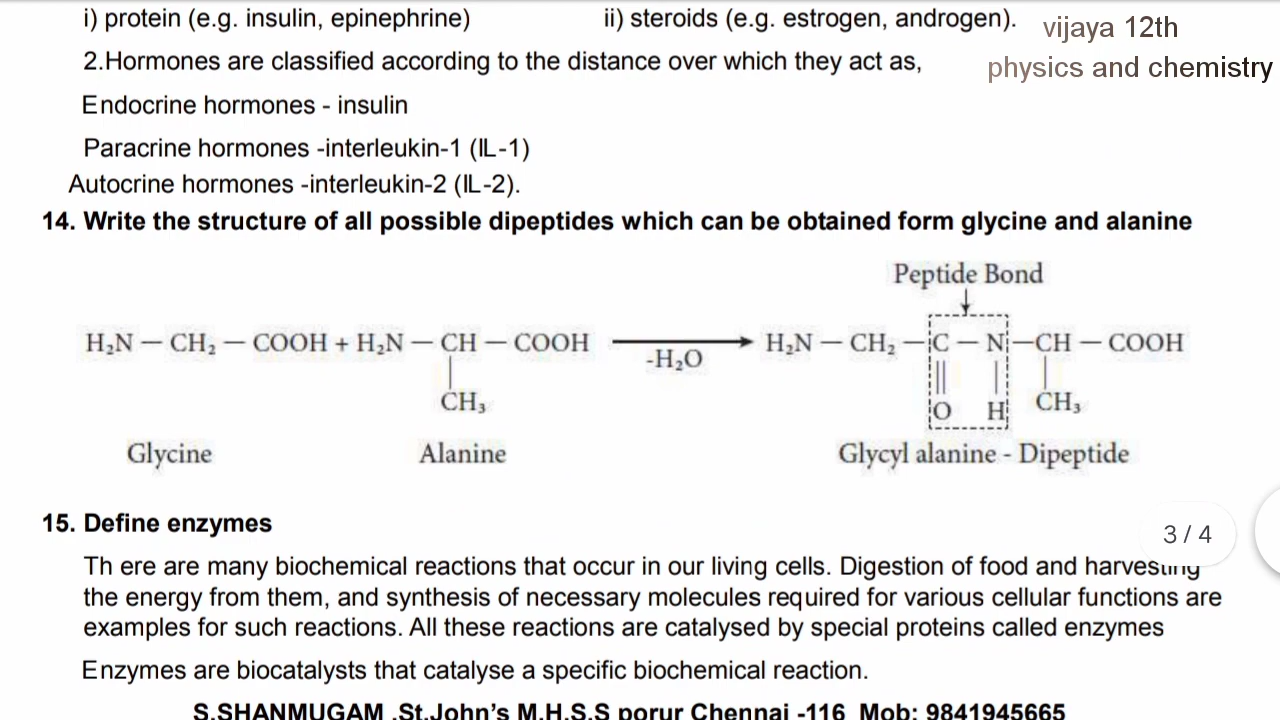 i) protein (e.g. insulin, epinephrine) ii) steroids (e.g. estrogen, androgen).
vijaya 12th
physics and chemistry
2.Hormones are classified according to the distance over which they act as,
Endocrine hormones - insulin
Paracrine hormones -interleukin-1 (IL-1)
Autocrine hormones -interleukin-2 (IL-2).
14. Write the structure of all possible dipeptides which can be obtained form glycine and alanine
Peptide Bond
H₂N — CH₂ — COOH + H₂N — CH — COOH -H₂O H₂N — CH₂ — C — N — CH — COOH
CH₃ O H CH₃
Glycine Alanine Glycyl alanine - Dipeptide
15. Define enzymes
3 / 4
Th ere are many biochemical reactions that occur in our living cells. Digestion of food and harvesting
the energy from them, and synthesis of necessary molecules required for various cellular functions are
examples for such reactions. All these reactions are catalysed by special proteins called enzymes
Enzymes are biocatalysts that catalyse a specific biochemical reaction.
S.SHANMUGAM ,St.John's M.H.S.S porur Chennai -116 Mob: 9841945665